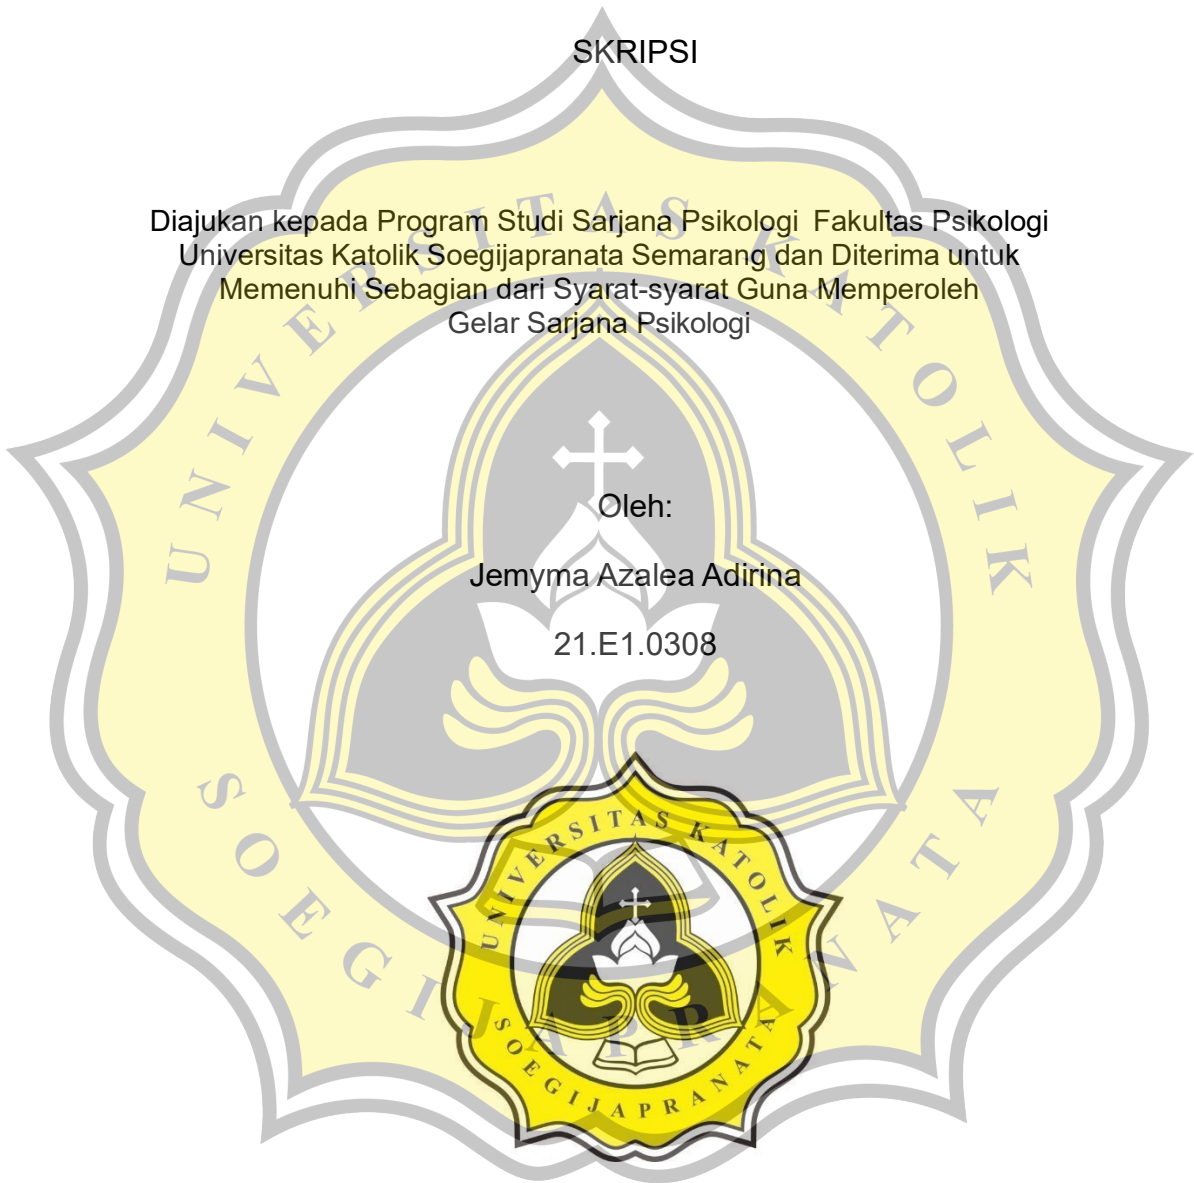 SKRIPSI
Diajukan kepada Program Studi Sarjana Psikologi Fakultas Psikologi
Universitas Katolik Soegijapranata Semarang dan Diterima untuk
Memenuhi Sebagian dari Syarat-syarat Guna Memperoleh
Gelar Sarjana Psikologi
Oleh:
Jemyma Azalea Adirina
21.E1.0308
UNIVERSITAS KATOLIK
SOEGIJAPRANATA
UNIVERSITAS KATOLIK
SOEGIJAPRANATA